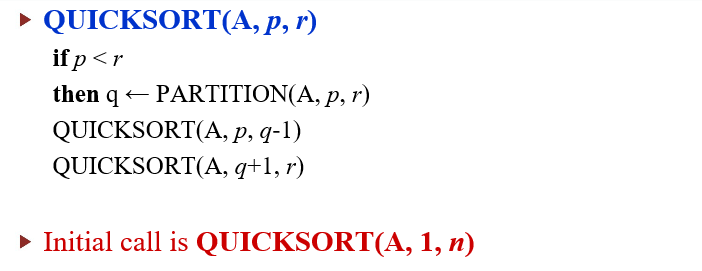 ▸ QUICKSORT(A, p, r)
if p < r
then q ← PARTITION(A, p, r)
QUICKSORT(A, p, q-1)
QUICKSORT(A, q+1, r)
▸ Initial call is QUICKSORT(A, 1, n)